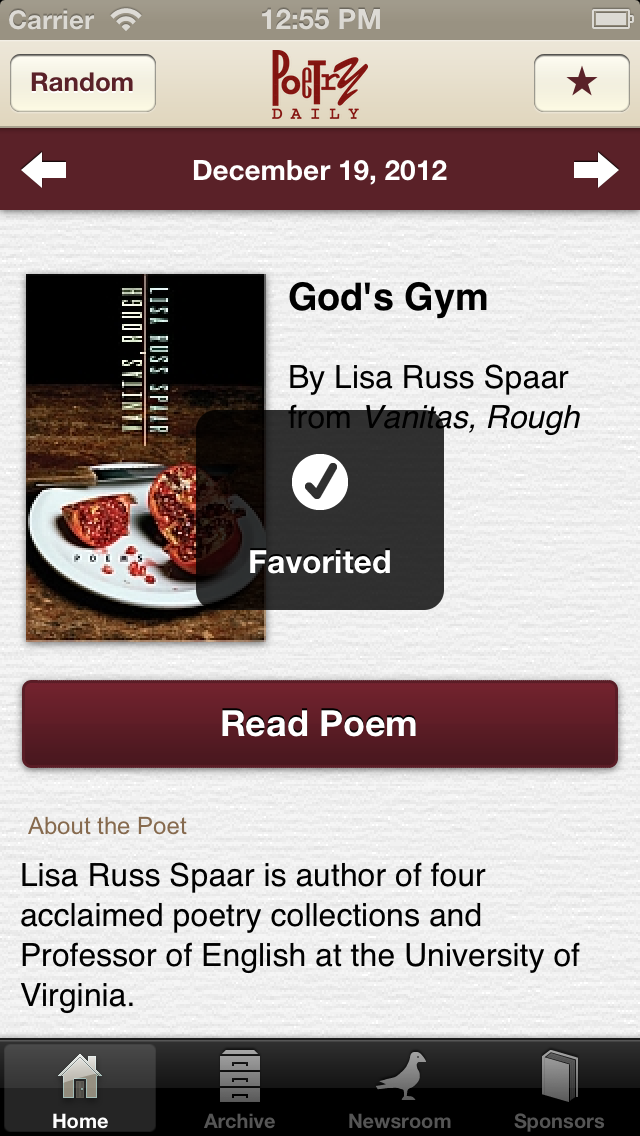 Carrier 12:55 PM
Random
PoeTry
DAILY
★
December 19, 2012
VANITAS, ROUGH
LISA RUSS SPAAR
POEMS
God's Gym
By Lisa Russ Spaar
from Vanitas, Rough
Favorited
Read Poem
About the Poet
Lisa Russ Spaar is author of four
acclaimed poetry collections and
Professor of English at the University of
Virginia.
Home Archive Newsroom Sponsors